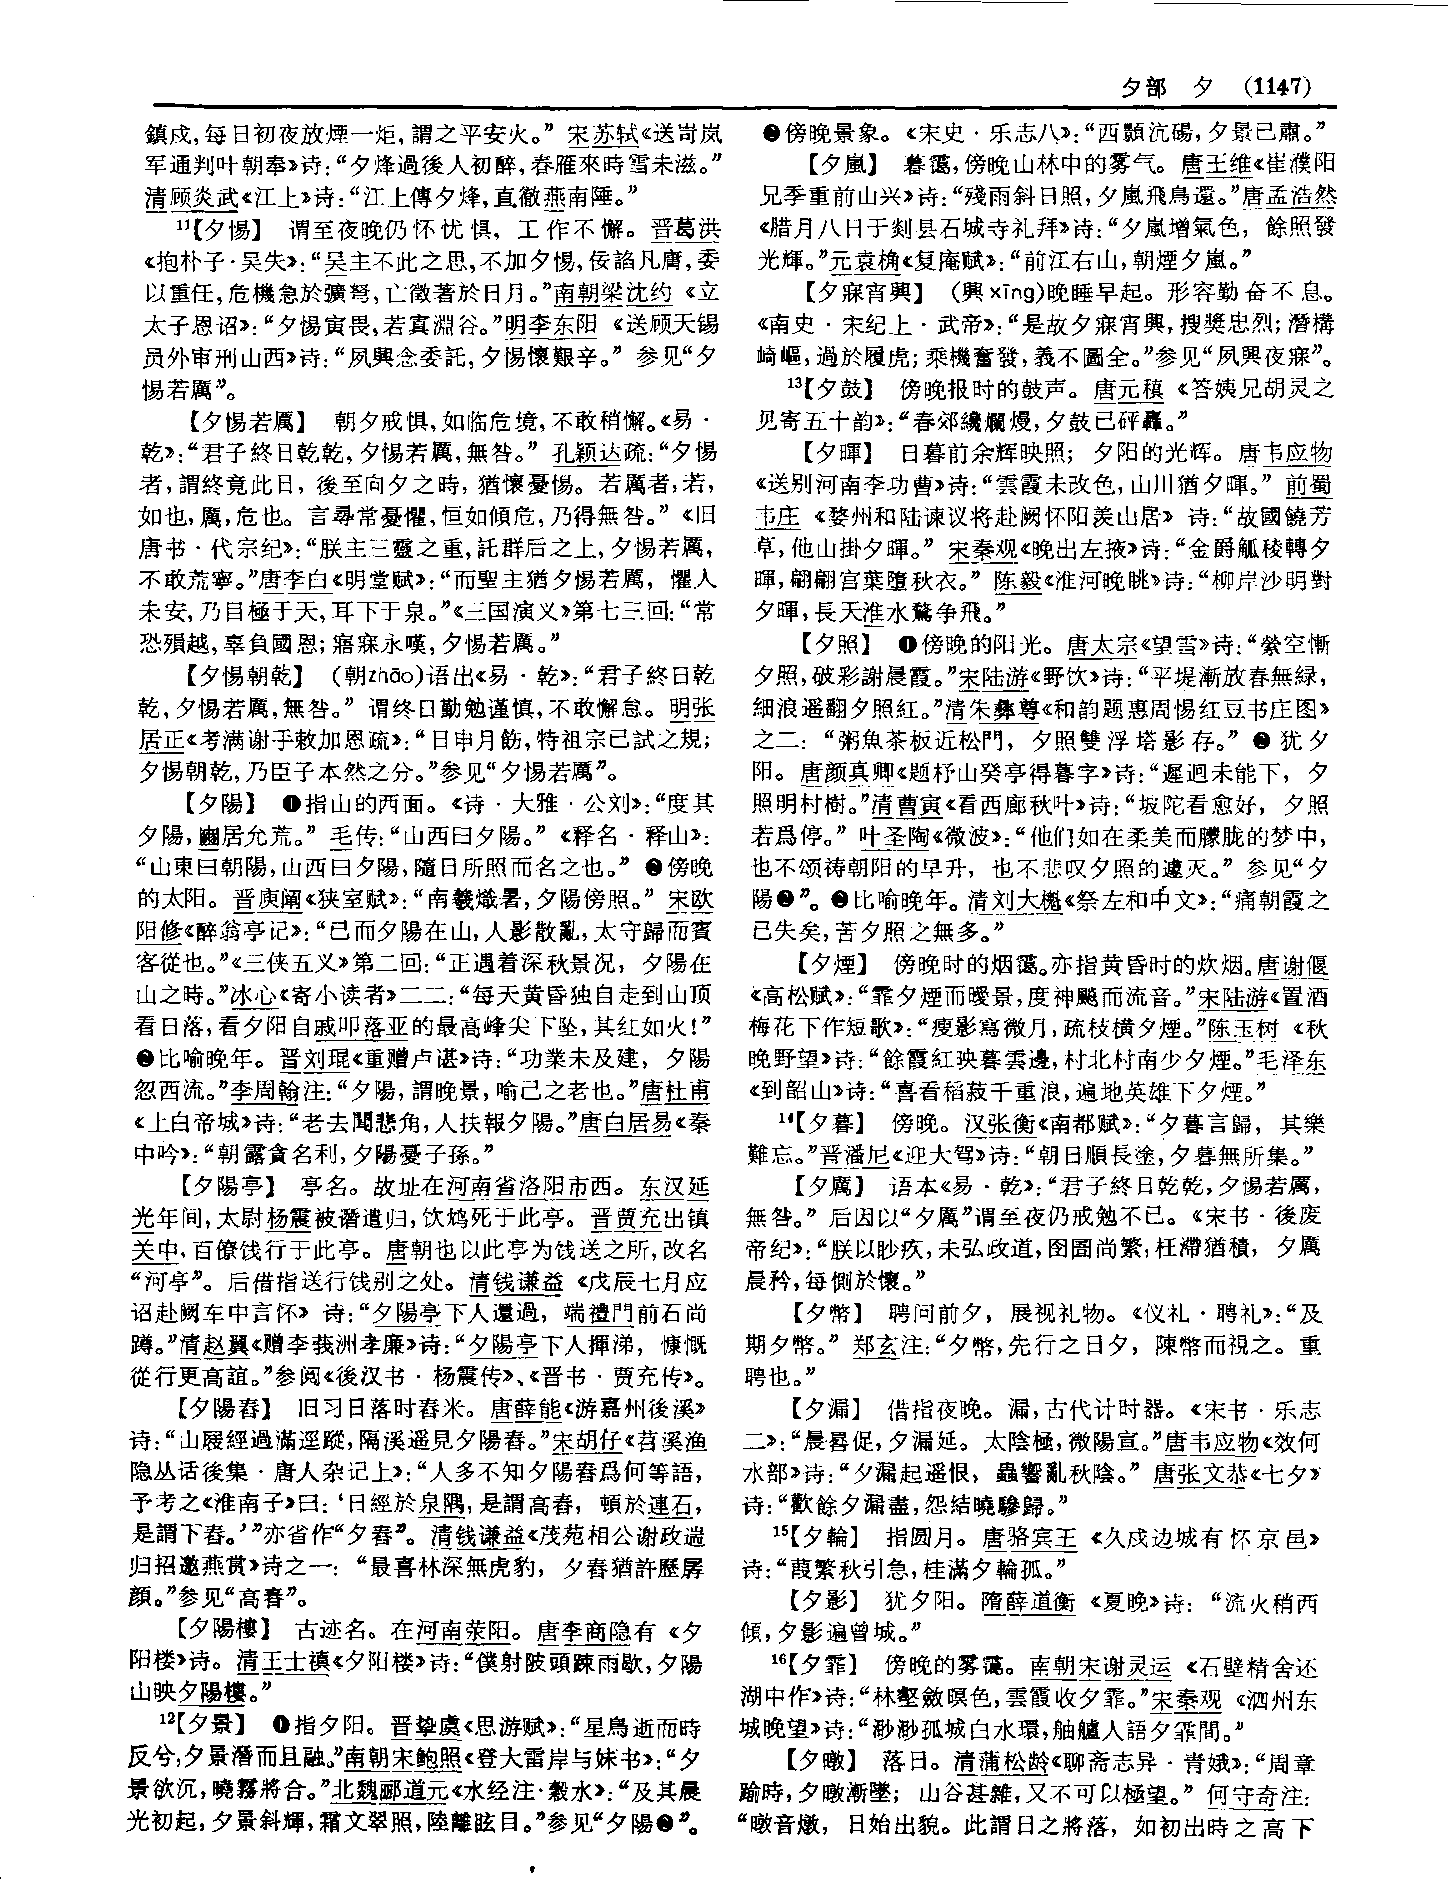 夕部　夕　(1147)
鎮戍,每日初夜放煙一炬,謂之平安火。”宋苏轼《送岢岚
军通判叶朝奉》诗:“夕烽過後人初醉,春雁來時雪未滋。”
清顾炎武《江上》诗:“江上傳夕烽,直徹燕南陲。”
¹¹【夕惕】　谓至夜晚仍怀忧惧,工作不懈。晋葛洪
《抱朴子·吴失》:“吴主不此之思,不加夕惕,佞諂凡庸,委
以重任,危機急於彍弩,亡徵著於日月。”南朝梁沈约《立
太子恩诏》:“夕惕寅畏,若寘淵谷。”明李东阳《送顾天锡
员外审刑山西》诗:“夙興念委託,夕惕懷艱辛。”参见“夕
惕若厲”。
【夕惕若厲】　朝夕戒惧,如临危境,不敢稍懈。《易·
乾》:“君子終日乾乾,夕惕若厲,無咎。”孔颖达疏:“夕惕
者,謂終竟此日,後至向夕之時,猶懷憂惕。若厲者,若,
如也,厲,危也。言尋常憂懼,恒如傾危,乃得無咎。”《旧
唐书·代宗纪》:“朕主三靈之重,託群后之上,夕惕若厲,
不敢荒寧。”唐李白《明堂赋》:“而聖主猶夕惕若厲,懼人
未安,乃目極于天,耳下于泉。”《三国演义》第七三回:“常
恐殞越,辜負國恩;寤寐永嘆,夕惕若厲。”
【夕惕朝乾】　(朝zhāo)语出《易·乾》:“君子終日乾
乾,夕惕若厲,無咎。”谓终日勤勉谨慎,不敢懈怠。明张
居正《考满谢手敕加恩疏》:“日申月飭,特祖宗已試之規;
夕惕朝乾,乃臣子本然之分。”参见“夕惕若厲”。
【夕陽】　❶指山的西面。《诗·大雅·公刘》:“度其
夕陽,豳居允荒。”毛传:“山西曰夕陽。”《释名·释山》:
“山東曰朝陽,山西曰夕陽,隨日所照而名之也。”❷傍晚
的太阳。晋庾阐《狭室赋》:“南羲熾暑,夕陽傍照。”宋欧
阳修《醉翁亭记》:“已而夕陽在山,人影散亂,太守歸而賓
客從也。”《三侠五义》第二回:“正遇着深秋景况,夕陽在
山之時。”冰心《寄小读者》二二:“每天黄昏独自走到山顶
看日落,看夕阳自戚叩落亚的最高峰尖下坠,其红如火!”
❸比喻晚年。晋刘琨《重赠卢谌》诗:“功業未及建,夕陽
忽西流。”李周翰注:“夕陽,謂晚景,喻己之老也。”唐杜甫
《上白帝城》诗:“老去聞悲角,人扶報夕陽。”唐白居易《秦
中吟》:“朝露貪名利,夕陽憂子孫。”
【夕陽亭】　亭名。故址在河南省洛阳市西。东汉延
光年间,太尉杨震被谮遣归,饮鸩死于此亭。晋贾充出镇
关中,百僚饯行于此亭。唐朝也以此亭为饯送之所,改名
“河亭”。后借指送行饯别之处。清钱谦益《戊辰七月应
诏赴阙车中言怀》诗:“夕陽亭下人還過,端禮門前石尚
蹲。”清赵翼《赠李莪洲孝廉》诗:“夕陽亭下人揮涕,慷慨
從行更高誼。”参阅《後汉书·杨震传》、《晋书·贾充传》。
【夕陽舂】　旧习日落时舂米。唐薛能《游嘉州後溪》
诗:“山屐經過滿逕蹤,隔溪遥見夕陽舂。”宋胡仔《苕溪渔
隐丛话後集·唐人杂记上》:“人多不知夕陽舂爲何等語,
予考之《淮南子》曰:‘日經於泉隅,是謂高舂,頓於連石,
是謂下舂。’”亦省作“夕舂”。清钱谦益《茂苑相公谢政遄
归招邀燕赏》诗之一:“最喜林深無虎豹,夕舂猶許歷孱
顔。”参见“高舂”。
【夕陽樓】　古迹名。在河南荥阳。唐李商隐有《夕
阳楼》诗。清王士禛《夕阳楼》诗:“僕射陂頭踈雨歇,夕陽
山映夕陽樓。”
¹²【夕景】　❶指夕阳。晋挚虞《思游赋》:“星鳥逝而時
反兮,夕景潛而且融。”南朝宋鲍照《登大雷岸与妹书》:“夕
景欲沉,曉霧將合。”北魏郦道元《水经注·穀水》:“及其晨
光初起,夕景斜輝,霜文翠照,陸離眩目。”参见“夕陽❷”。
❷傍晚景象。《宋史·乐志八》:“西顥沆碭,夕景已肅。”
【夕嵐】　暮靄,傍晚山林中的雾气。唐王维《崔濮阳
兄季重前山兴》诗:“殘雨斜日照,夕嵐飛鳥還。”唐孟浩然
《腊月八日于剡县石城寺礼拜》诗:“夕嵐增氣色,餘照發
光輝。”元袁桷《复庵赋》:“前江右山,朝煙夕嵐。”
【夕寐宵興】　(興xīng)晚睡早起。形容勤奋不息。
《南史·宋纪上·武帝》:“是故夕寐宵興,搜獎忠烈;潛構
崎嶇,過於履虎;乘機奮發,義不圖全。”参见“夙興夜寐”。
¹³【夕鼓】　傍晚报时的鼓声。唐元稹《答姨兄胡灵之
见寄五十韵》:“春郊纔爛熳,夕鼓已砰轟。”
【夕暉】　日暮前余辉映照;夕阳的光辉。唐韦应物
《送别河南李功曹》诗:“雲霞未改色,山川猶夕暉。”前蜀
韦庄《婺州和陆谏议将赴阙怀阳羡山居》诗:“故國饒芳
草,他山掛夕暉。”宋秦观《晚出左掖》诗:“金爵觚稜轉夕
暉,翩翩宫葉墮秋衣。”陈毅《淮河晚眺》诗:“柳岸沙明對
夕暉,長天淮水鶩争飛。”
【夕照】　❶傍晚的阳光。唐太宗《望雪》诗:“縈空慚
夕照,破彩謝晨霞。”宋陆游《野饮》诗:“平堤漸放春無緑,
細浪遥翻夕照紅。”清朱彝尊《和韵题惠周惕红豆书庄图》
之二:“粥魚茶板近松門,夕照雙浮塔影存。”❷犹夕
阳。唐颜真卿《题杼山癸亭得暮字》诗:“遲迴未能下,夕
照明村樹。”清曹寅《看西廊秋叶》诗:“坡陀看愈好,夕照
若爲停。”叶圣陶《微波》:“他们如在柔美而朦胧的梦中,
也不颂祷朝阳的早升,也不悲叹夕照的遽灭。”参见“夕
陽❷”。❸比喻晚年。清刘大櫆《祭左和中文》:“痛朝霞之
已失矣,苦夕照之無多。”
【夕煙】　傍晚时的烟靄。亦指黄昏时的炊烟。唐谢偃
《高松赋》:“霏夕煙而曖景,度神飈而流音。”宋陆游《置酒
梅花下作短歌》:“瘦影寫微月,疏枝横夕煙。”陈玉树《秋
晚野望》诗:“餘霞紅映暮雲邊,村北村南少夕煙。”毛泽东
《到韶山》诗:“喜看稻菽千重浪,遍地英雄下夕煙。”
¹⁴【夕暮】　傍晚。汉张衡《南都赋》:“夕暮言歸,其樂
難忘。”晋潘尼《迎大驾》诗:“朝日順長塗,夕暮無所集。”
【夕厲】　语本《易·乾》:“君子終日乾乾,夕惕若厲,
無咎。”后因以“夕厲”谓至夜仍戒勉不已。《宋书·後废
帝纪》:“朕以眇疚,未弘政道,囹圄尚繁,枉滯猶積,夕厲
晨矜,每惻於懷。”
【夕幣】　聘问前夕,展视礼物。《仪礼·聘礼》:“及
期夕幣。”郑玄注:“夕幣,先行之日夕,陳幣而視之。重
聘也。”
【夕漏】　借指夜晚。漏,古代计时器。《宋书·乐志
二》:“晨晷促,夕漏延。太陰極,微陽宣。”唐韦应物《效何
水部》诗:“夕漏起遥恨,蟲響亂秋陰。”唐张文恭《七夕》
诗:“歡餘夕漏盡,怨結曉驂歸。”
¹⁵【夕輪】　指圆月。唐骆宾王《久戍边城有怀京邑》
诗:“葭繁秋引急,桂滿夕輪孤。”
【夕影】　犹夕阳。隋薛道衡《夏晚》诗:“流火稍西
傾,夕影遍曾城。”
¹⁶【夕霏】　傍晚的雾靄。南朝宋谢灵运《石壁精舍还
湖中作》诗:“林壑斂暝色,雲霞收夕霏。”宋秦观《泗州东
城晚望》诗:“渺渺孤城白水環,舳艫人語夕霏間。”
【夕暾】　落日。清蒲松龄《聊斋志异·青娥》:“周章
踰時,夕暾漸墜;山谷甚雜,又不可以極望。”何守奇注:
“暾音燉,日始出貌。此謂日之將落,如初出時之高下